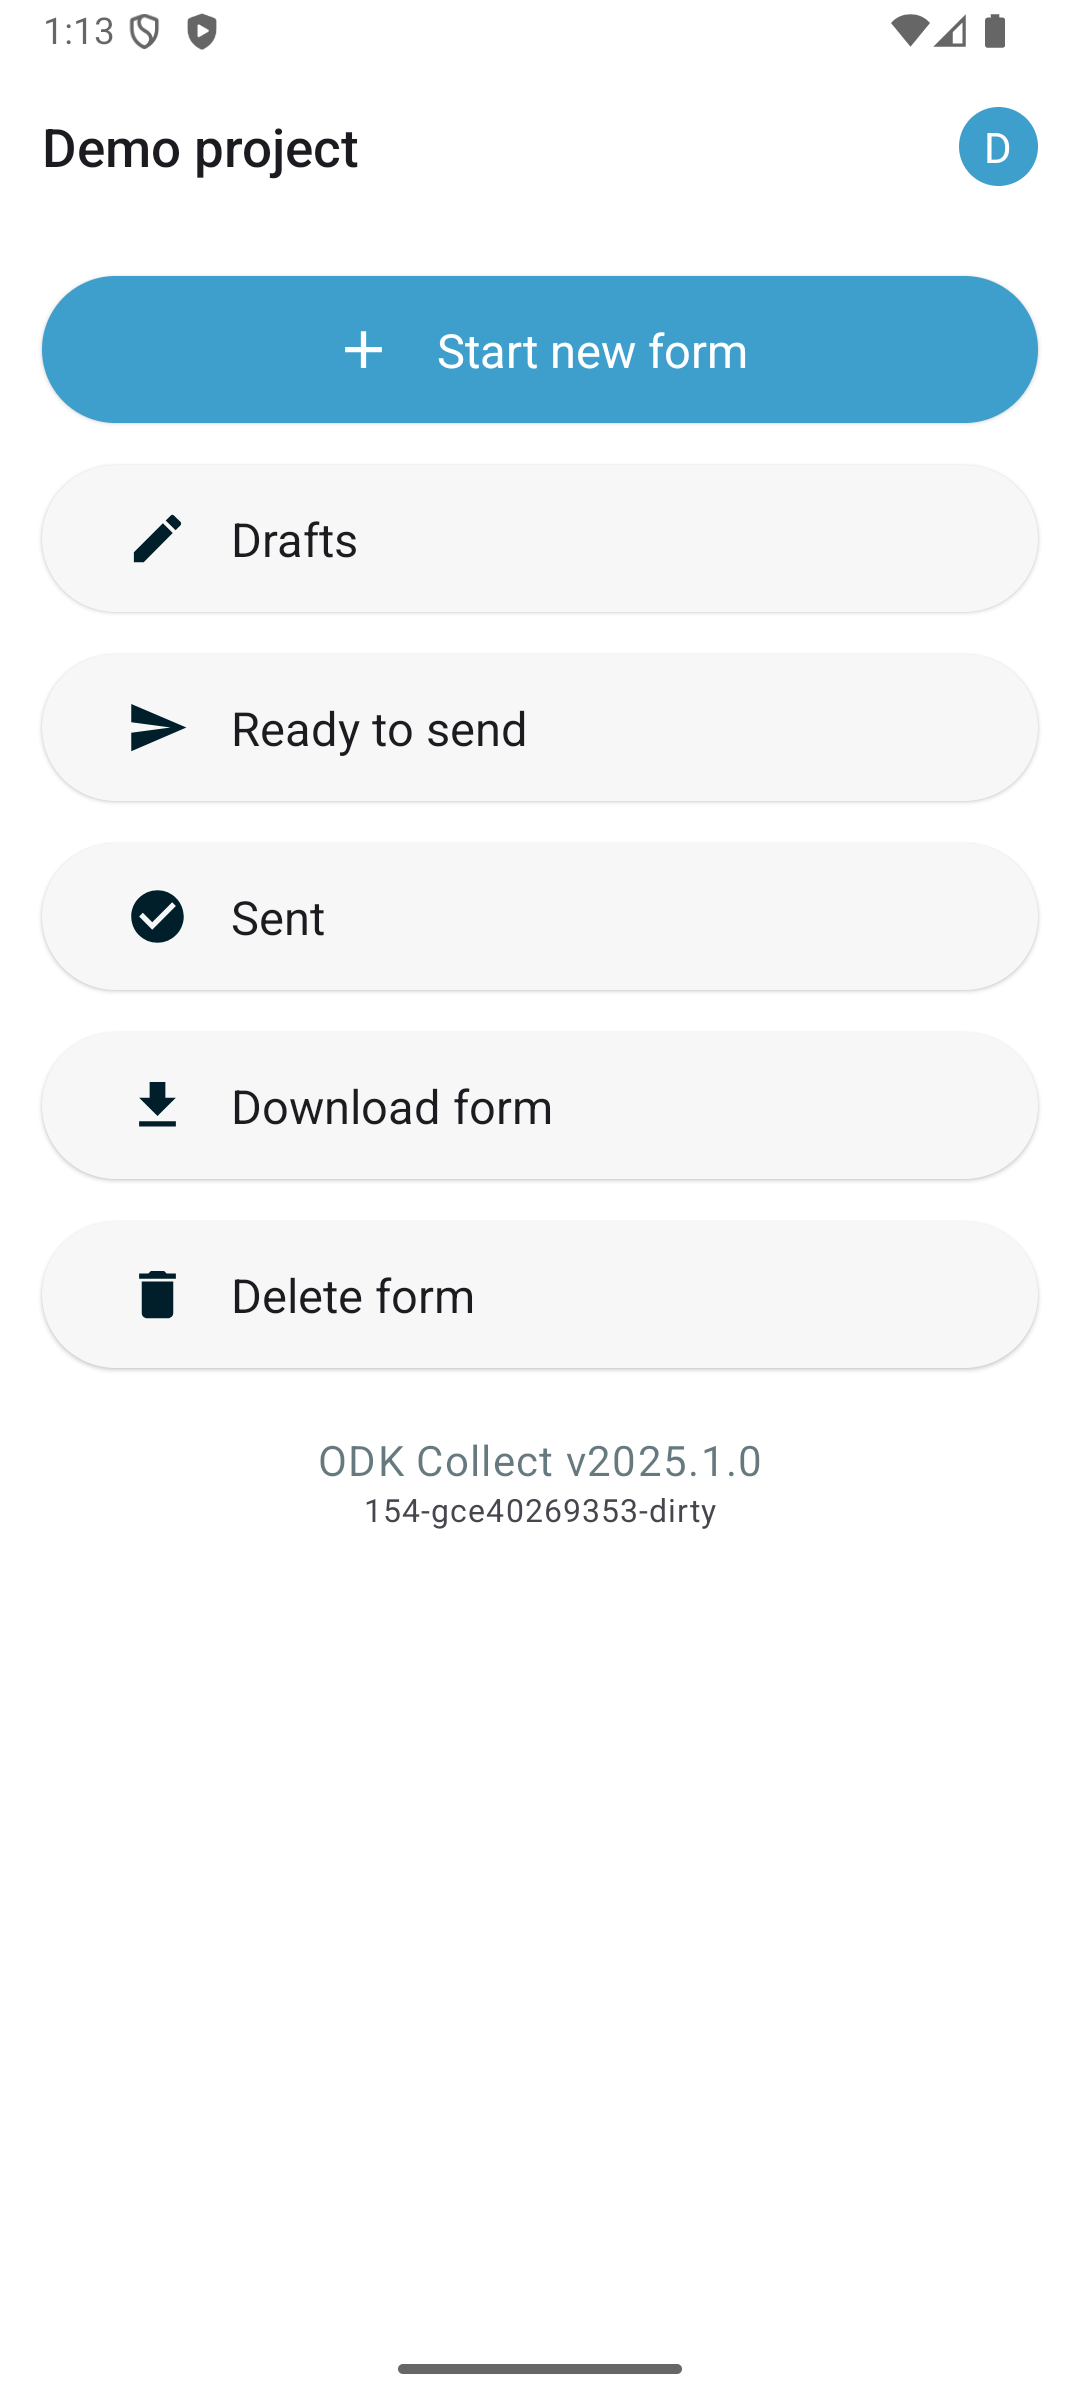 1:13
Demo project
D
Start new form
Drafts
Ready to send
Sent
Download form
Delete form
ODK Collect v2025.1.0
154-gce40269353-dirty